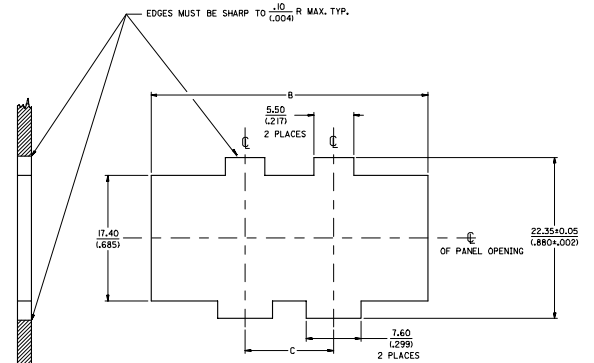 EDGES MUST BE SHARP TO .10 (.004) R MAX. TYP.
B
5.50
(.217)
2 PLACES
℄
℄
17.40
(.685)
℄
OF PANEL OPENING
22.35±0.05
(.880±.002)
7.60
(.299)
2 PLACES
C